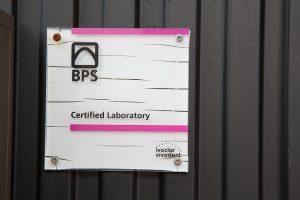 BPS
Certified Laboratory
ivoclar
vivadent